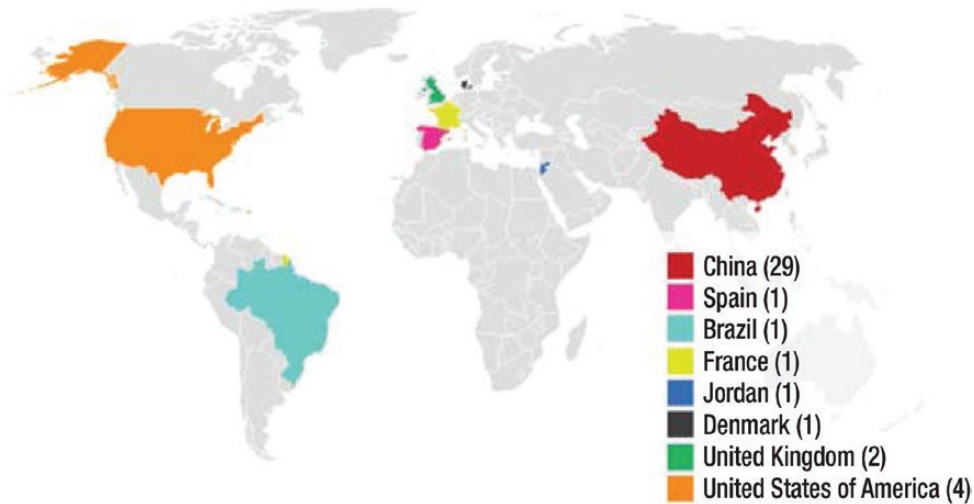 China (29)
Spain (1)
Brazil (1)
France (1)
Jordan (1)
Denmark (1)
United Kingdom (2)
United States of America (4)